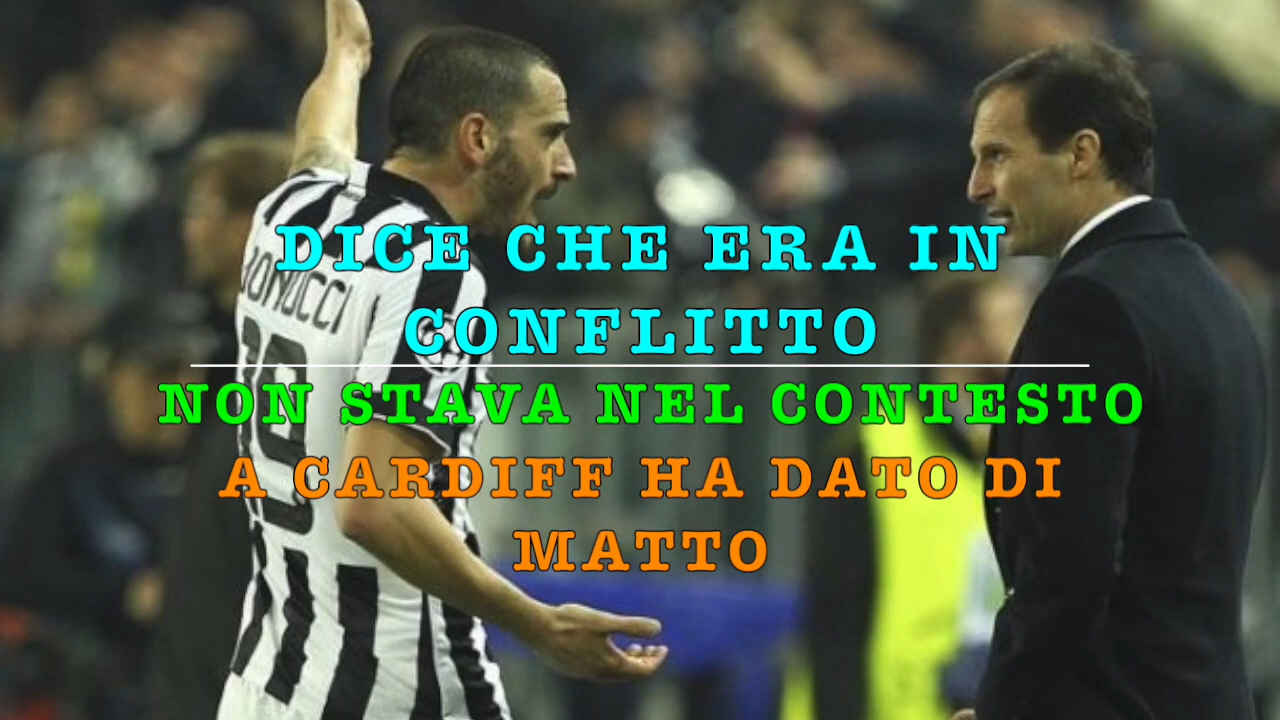 DICE CHE ERA IN
CONFLITTO
NON STAVA NEL CONTESTO
A CARDIFF HA DATO DI
MATTO
BONUCCI
19